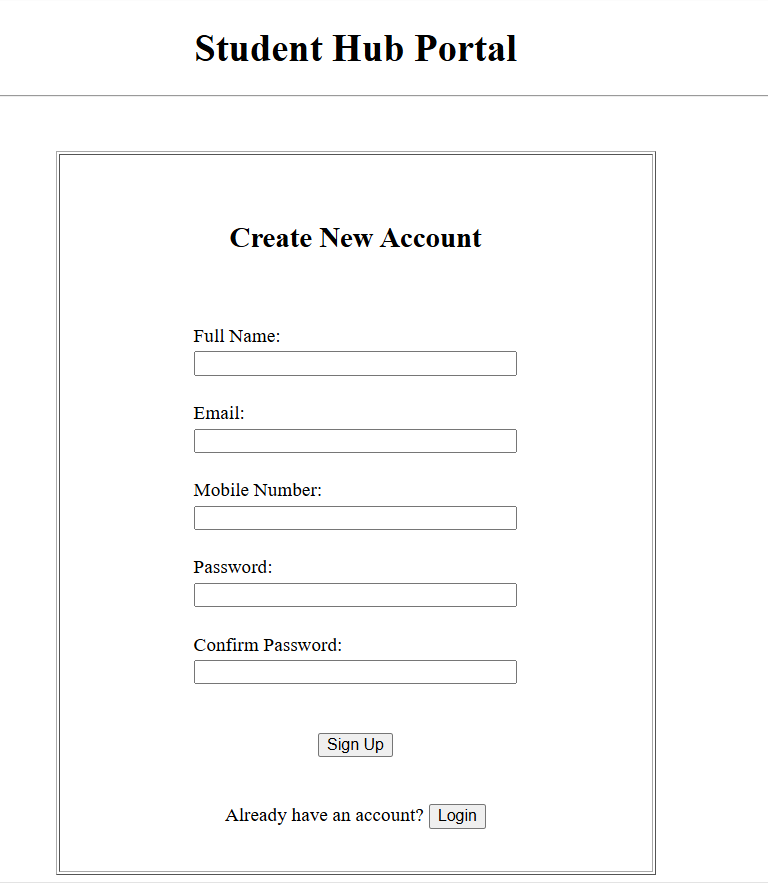 Student Hub Portal
Create New Account
Full Name:
Email:
Mobile Number:
Password:
Confirm Password:
Sign Up
Already have an account? Login